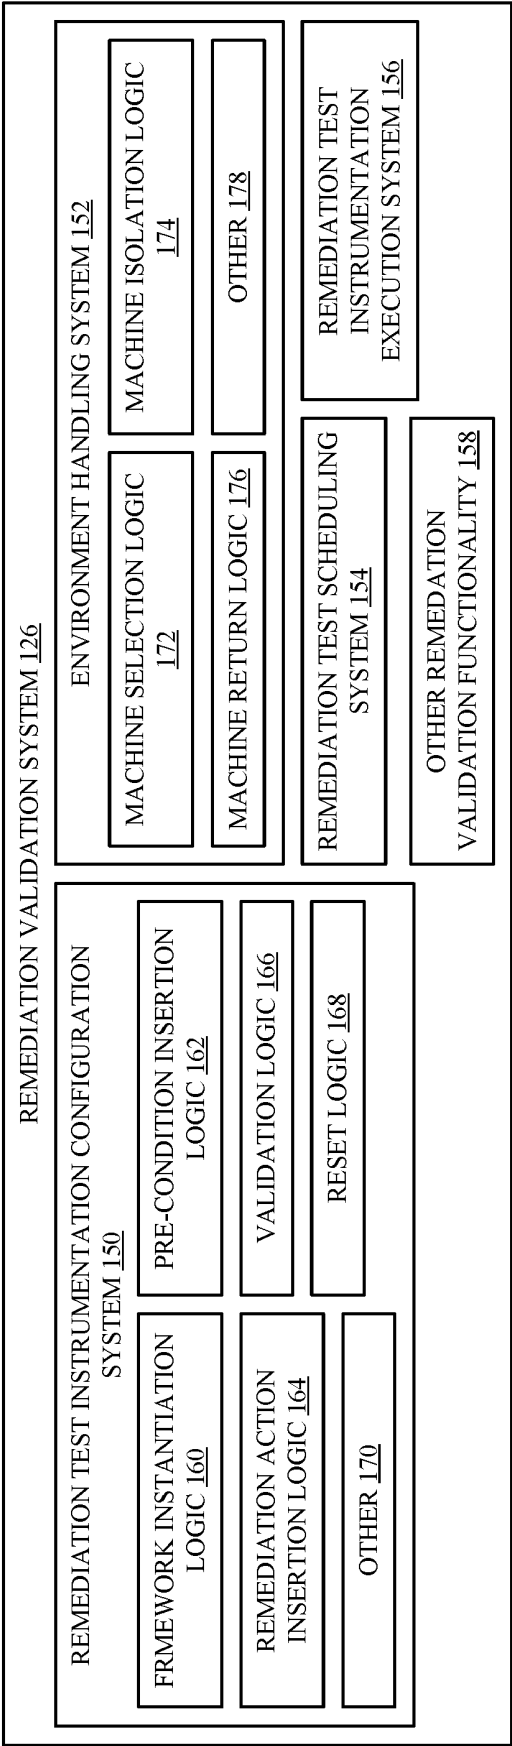 REMEDIATION VALIDATION SYSTEM 126
REMEDIATION TEST INSTRUMENTATION CONFIGURATION
SYSTEM 150
FRMEWORK INSTANTIATION
LOGIC 160
PRE-CONDITION INSERTION
LOGIC 162
REMEDIATION ACTION
INSERTION LOGIC 164
VALIDATION LOGIC 166
RESET LOGIC 168
OTHER 170
ENVIRONMENT HANDLING SYSTEM 152
MACHINE SELECTION LOGIC
172
MACHINE ISOLATION LOGIC
174
MACHINE RETURN LOGIC 176
OTHER 178
REMEDIATION TEST SCHEDULING
SYSTEM 154
REMEDIATION TEST
INSTRUMENTATION
EXECUTION SYSTEM 156
OTHER REMEDATION
VALIDATION FUNCTIONALITY 158